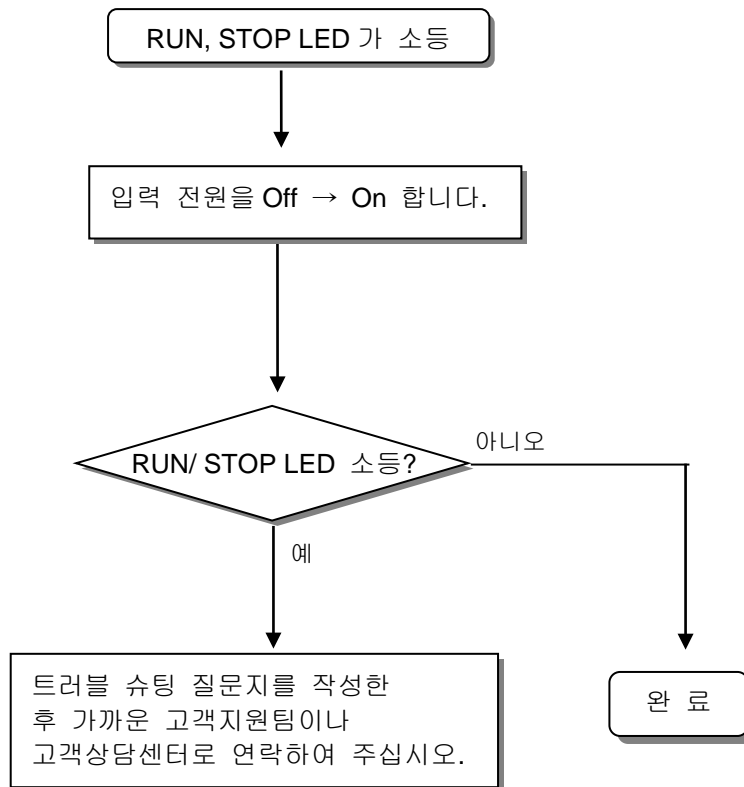 RUN, STOP LED 가 소등
입력 전원을 Off → On 합니다.
RUN/ STOP LED 소등?
아니오
예
트러블 슈팅 질문지를 작성한
후 가까운 고객지원팀이나
고객상담센터로 연락하여 주십시오.
완 료